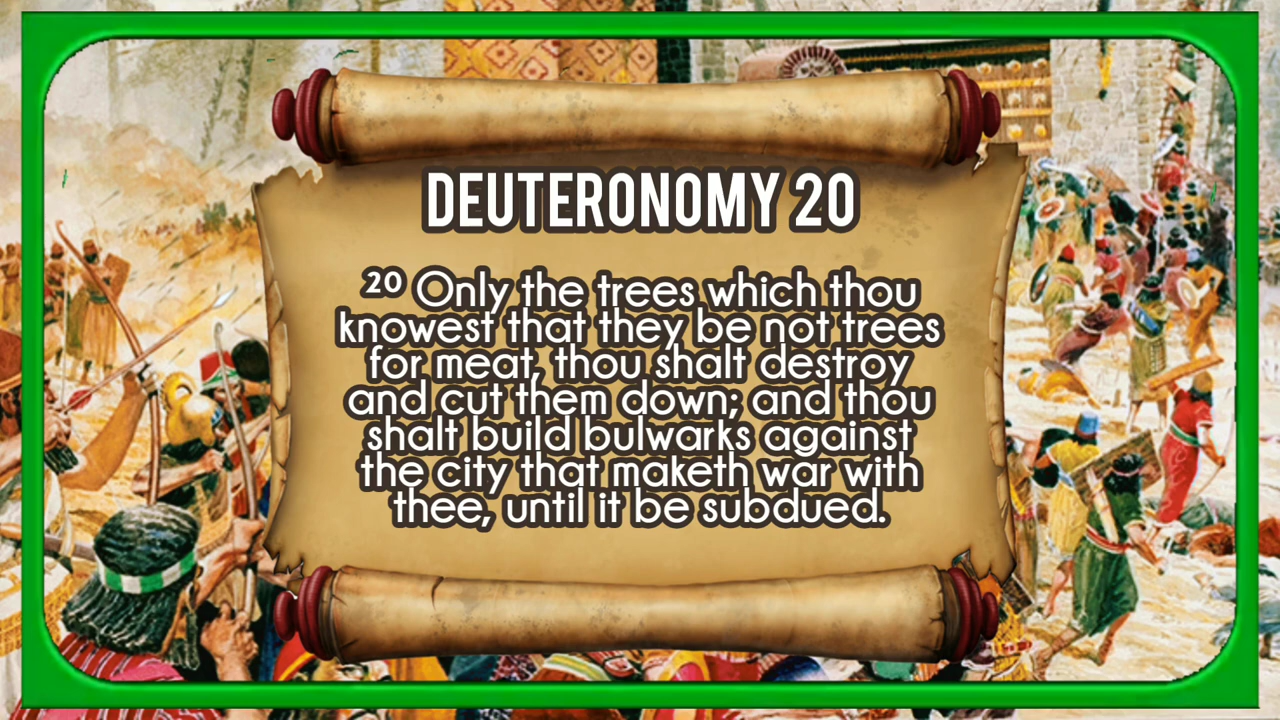 DEUTERONOMY 20
²⁰ Only the trees which thou
knowest that they be not trees
for meat, thou shalt destroy
and cut them down; and thou
shalt build bulwarks against
the city that maketh war with
thee, until it be subdued.